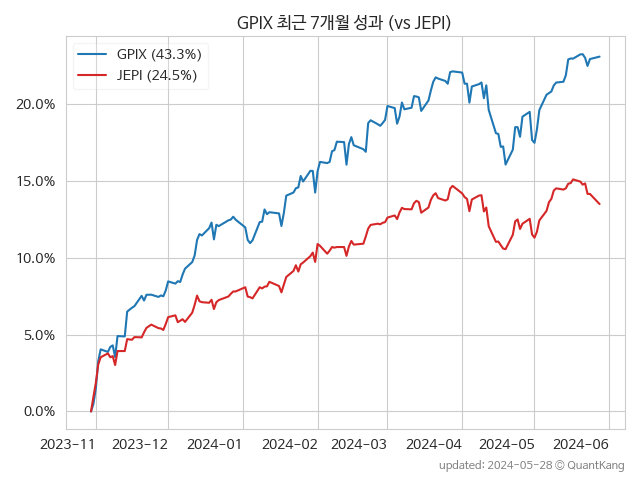 GPIX 최근 7개월 성과 (vs JEPI)
GPIX (43.3%)
JEPI (24.5%)
20.0%
15.0%
10.0%
5.0%
0.0%
2023-11 2023-12 2024-01 2024-02 2024-03 2024-04 2024-05 2024-06
updated: 2024-05-28 © QuantKang